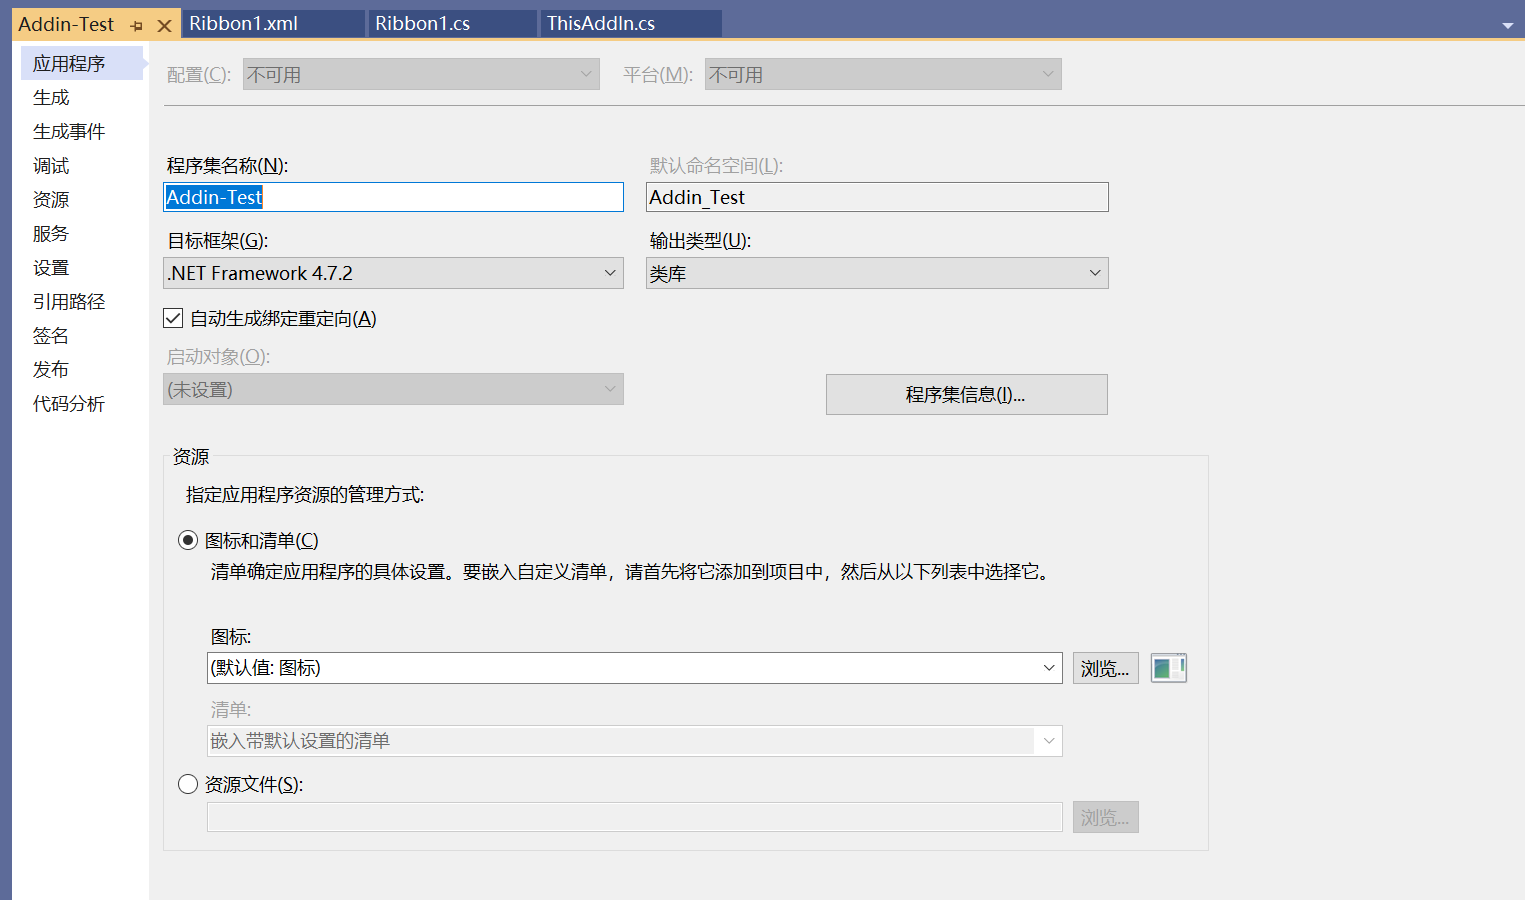 Addin-Test
Ribbon1.xml
Ribbon1.cs
ThisAddIn.cs
应用程序
生成
生成事件
调试
资源
服务
设置
引用路径
签名
发布
代码分析
配置(C): 不可用 平台(M): 不可用
程序集名称(N): 默认命名空间(L):
Addin-Test Addin_Test
目标框架(G): 输出类型(U):
.NET Framework 4.7.2 类库
自动生成绑定重定向(A)
启动对象(O):
(未设置) 程序集信息(I)...
资源
指定应用程序资源的管理方式:
图标和清单(C)
清单确定应用程序的具体设置。要嵌入自定义清单，请首先将它添加到项目中，然后从以下列表中选择它。
图标:
(默认值: 图标) 浏览...
清单:
嵌入带默认设置的清单
资源文件(S):
浏览...